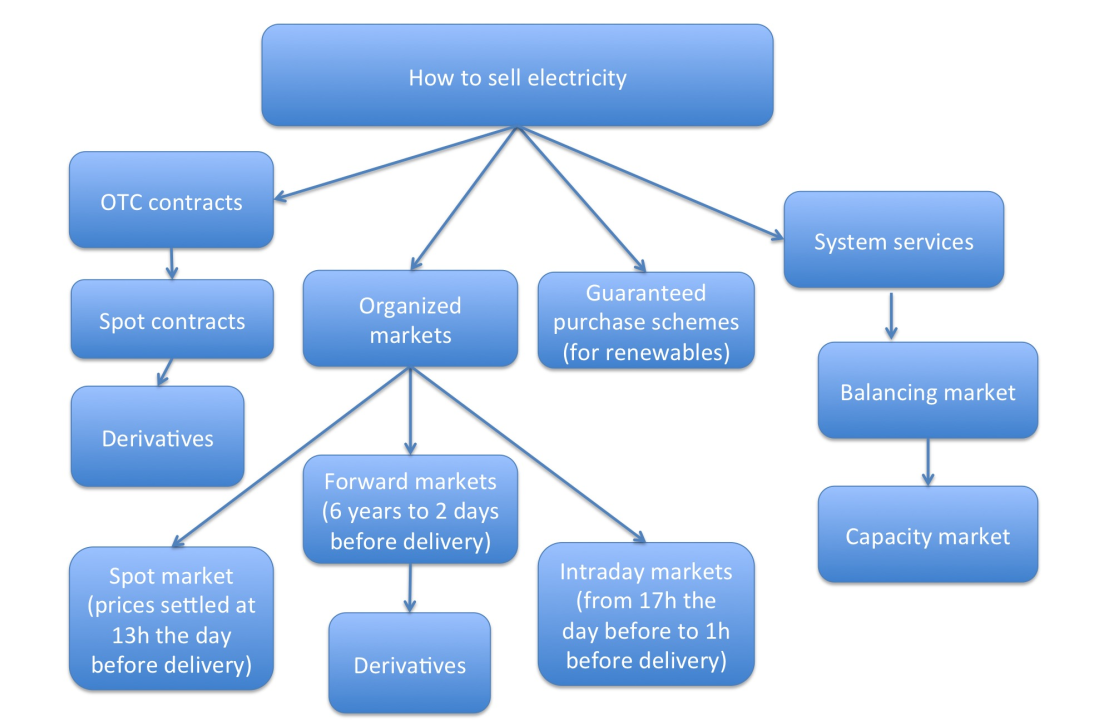 How to sell electricity
OTC contracts
System services
Spot contracts
Organized
markets
Guaranteed
purchase schemes
(for renewables)
Balancing market
Derivatives
Forward markets
(6 years to 2 days
before delivery)
Capacity market
Spot market
(prices settled at
13h the day
before delivery)
Derivatives
Intraday markets
(from 17h the
day before to 1h
before delivery)